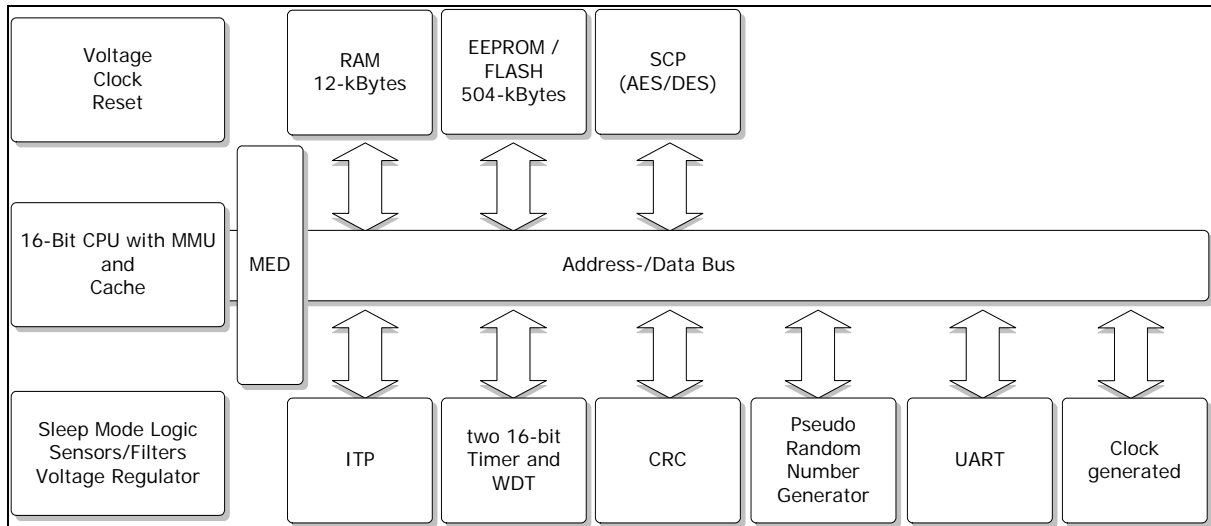 Voltage
Clock
Reset
RAM
12-kBytes
EEPROM /
FLASH
504-kBytes
SCP
(AES/DES)
16-Bit CPU with MMU
and
Cache
MED
Address-/Data Bus
Sleep Mode Logic
Sensors/Filters
Voltage Regulator
ITP
two 16-bit
Timer and
WDT
CRC
Pseudo
Random
Number
Generator
UART
Clock
generated